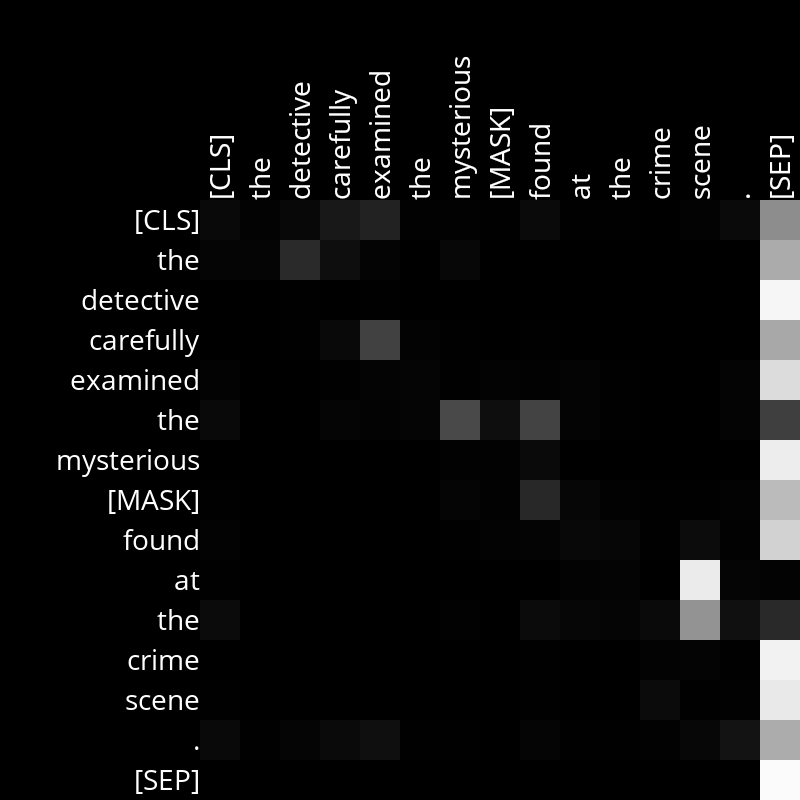 [CLS]
the
detective
carefully
examined
the
mysterious
[MASK]
found
at
the
crime
scene
.
[SEP]
[CLS]
the
detective
carefully
examined
the
mysterious
[MASK]
found
at
the
crime
scene
.
[SEP]